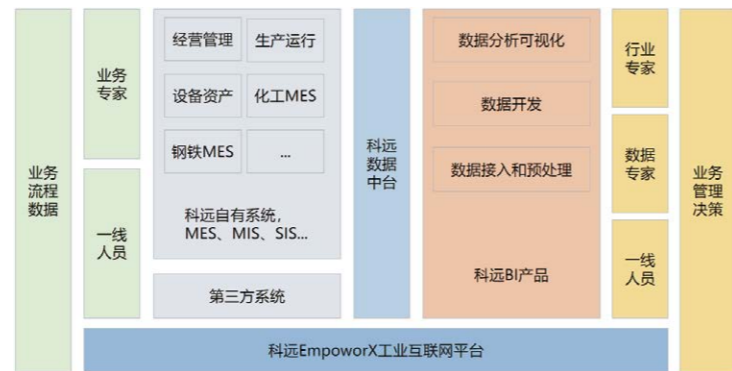 业务
流程
数据
业务
专家
一线
人员
经营管理
生产运行
设备资产
化工MES
钢铁MES
...
科远自有系统，
MES、MIS、SIS...
第三方系统
科远
数据
中台
数据分析可视化
数据开发
数据接入和预处理
科远BI产品
行业
专家
数据
专家
一线
人员
业务
管理
决策
科远EmpoworX工业互联网平台